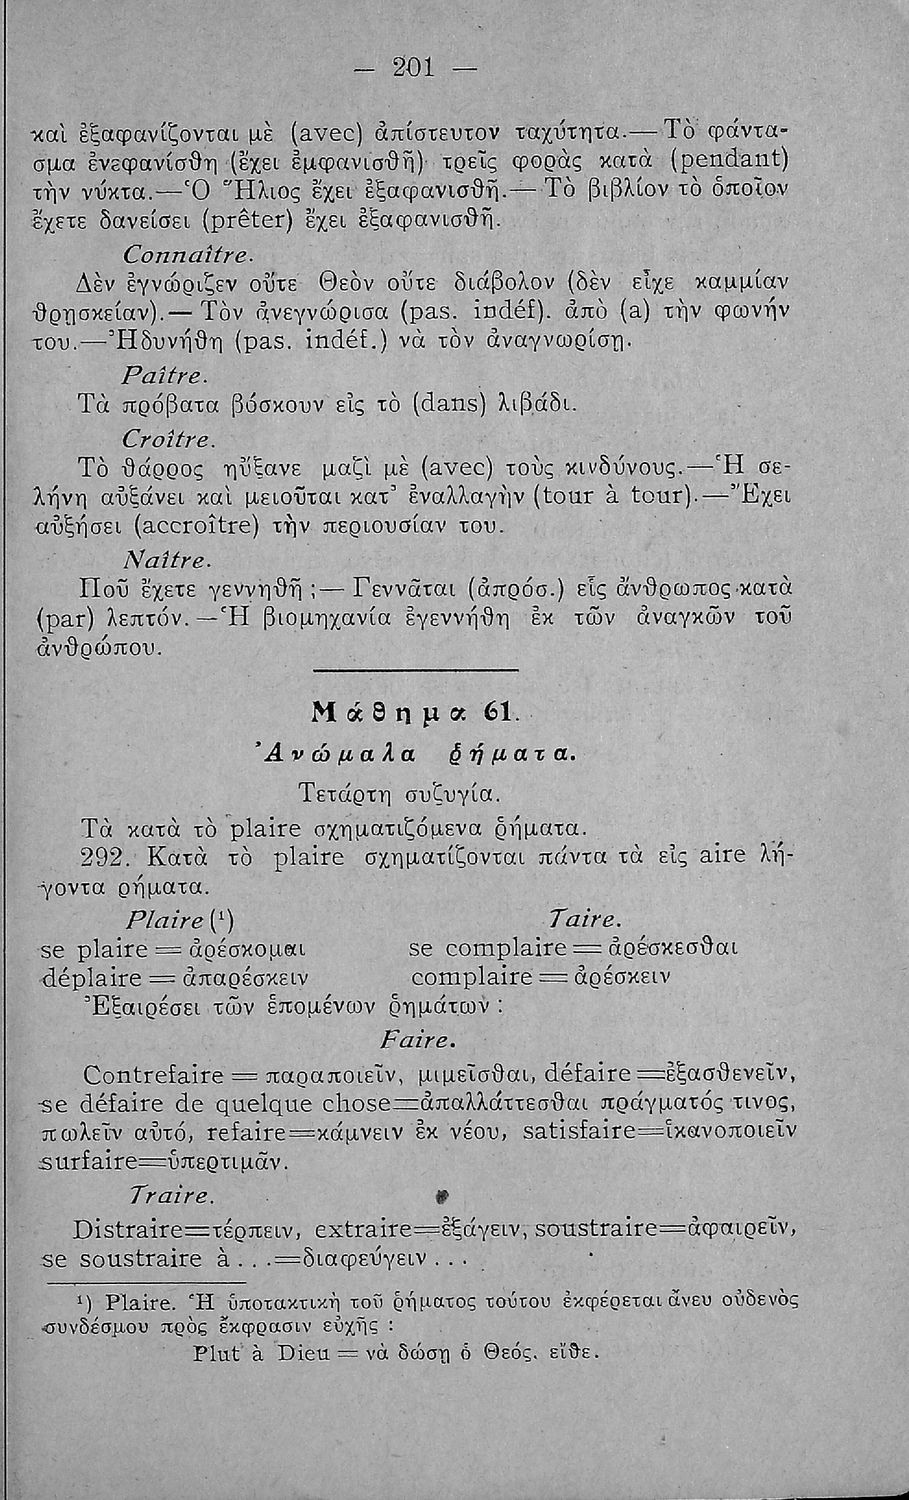 — 201 —
καὶ ἐξαφανίζονται μὲ (avec) ἀπίστευτον ταχύτητα.— Τὸ φάντα-
σμα ἐνεφανίσθη (ἔχει ἐμφανισθῆ) τρεῖς φορὰς κατὰ (pendant)
τὴν νύκτα.—Ὁ Ἥλιος ἔχει ἐξαφανισθῆ.— Τὸ βιβλίον τὸ ὁποῖον
ἔχετε δανείσει (prêter) ἔχει ἐξαφανισθῆ.
Connaître.
Δὲν ἐγνώριζεν οὔτε Θεὸν οὔτε διάβολον (δὲν εἶχε καμμίαν
θρησκείαν).— Τὸν ἀνεγνώρισα (pas. indéf). ἀπὸ (a) τὴν φωνήν
του.—Ἠδυνήθη (pas. indéf.) νὰ τὸν ἀναγνωρίσῃ.
Paître.
Τὰ πρόβατα βόσκουν εἰς τὸ (dans) λιβάδι.
Croître.
Τὸ θάρρος ηὔξανε μαζὶ μὲ (avec) τοὺς κινδύνους.—Ἡ σε-
λήνη αὐξάνει καὶ μειοῦται κατ’ ἐναλλαγὴν (tour à tour).—Ἔχει
αὐξήσει (accroître) τὴν περιουσίαν του.
Naître.
Ποῦ ἔχετε γεννηθῆ ;— Γεννᾶται (ἀπρόσ.) εἷς ἄνθρωπος κατὰ
(par) λεπτόν. —Ἡ βιομηχανία ἐγεννήθη ἐκ τῶν ἀναγκῶν τοῦ
ἀνθρώπου.
Μάθημα 61.
Ἀνώμαλα ῥήματα.
Τετάρτη συζυγία.
Τὰ κατὰ τὸ plaire σχηματιζόμενα ῥήματα.
292. Κατὰ τὸ plaire σχηματίζονται πάντα τὰ εἰς aire λή-
γοντα ρήματα.
Plaire (¹) Taire.
se plaire = ἀρέσκομαι se complaire = ἀρέσκεσθαι
déplaire = ἀπαρέσκειν complaire = ἀρέσκειν
Ἐξαιρέσει τῶν ἑπομένων ῥημάτων :
Faire.
Contrefaire = παραποιεῖν, μιμεῖσθαι, défaire=ἐξασθενεῖν,
se défaire de quelque chose=ἀπαλλάττεσθαι πράγματός τινος,
πωλεῖν αὐτό, refaire=κάμνειν ἐκ νέου, satisfaire=ἱκανοποιεῖν
surfaire=ὑπερτιμᾶν.
Traire.
Distraire=τέρπειν, extraire=ἐξάγειν, soustraire=ἀφαιρεῖν,
se soustraire à . . .=διαφεύγειν . . .
¹) Plaire. Ἡ ὑποτακτικὴ τοῦ ῥήματος τούτου ἐκφέρεται ἄνευ οὐδενὸς
συνδέσμου πρὸς ἔκφρασιν εὐχῆς :
Plut à Dieu = νὰ δώσῃ ὁ Θεός, εἴθε.